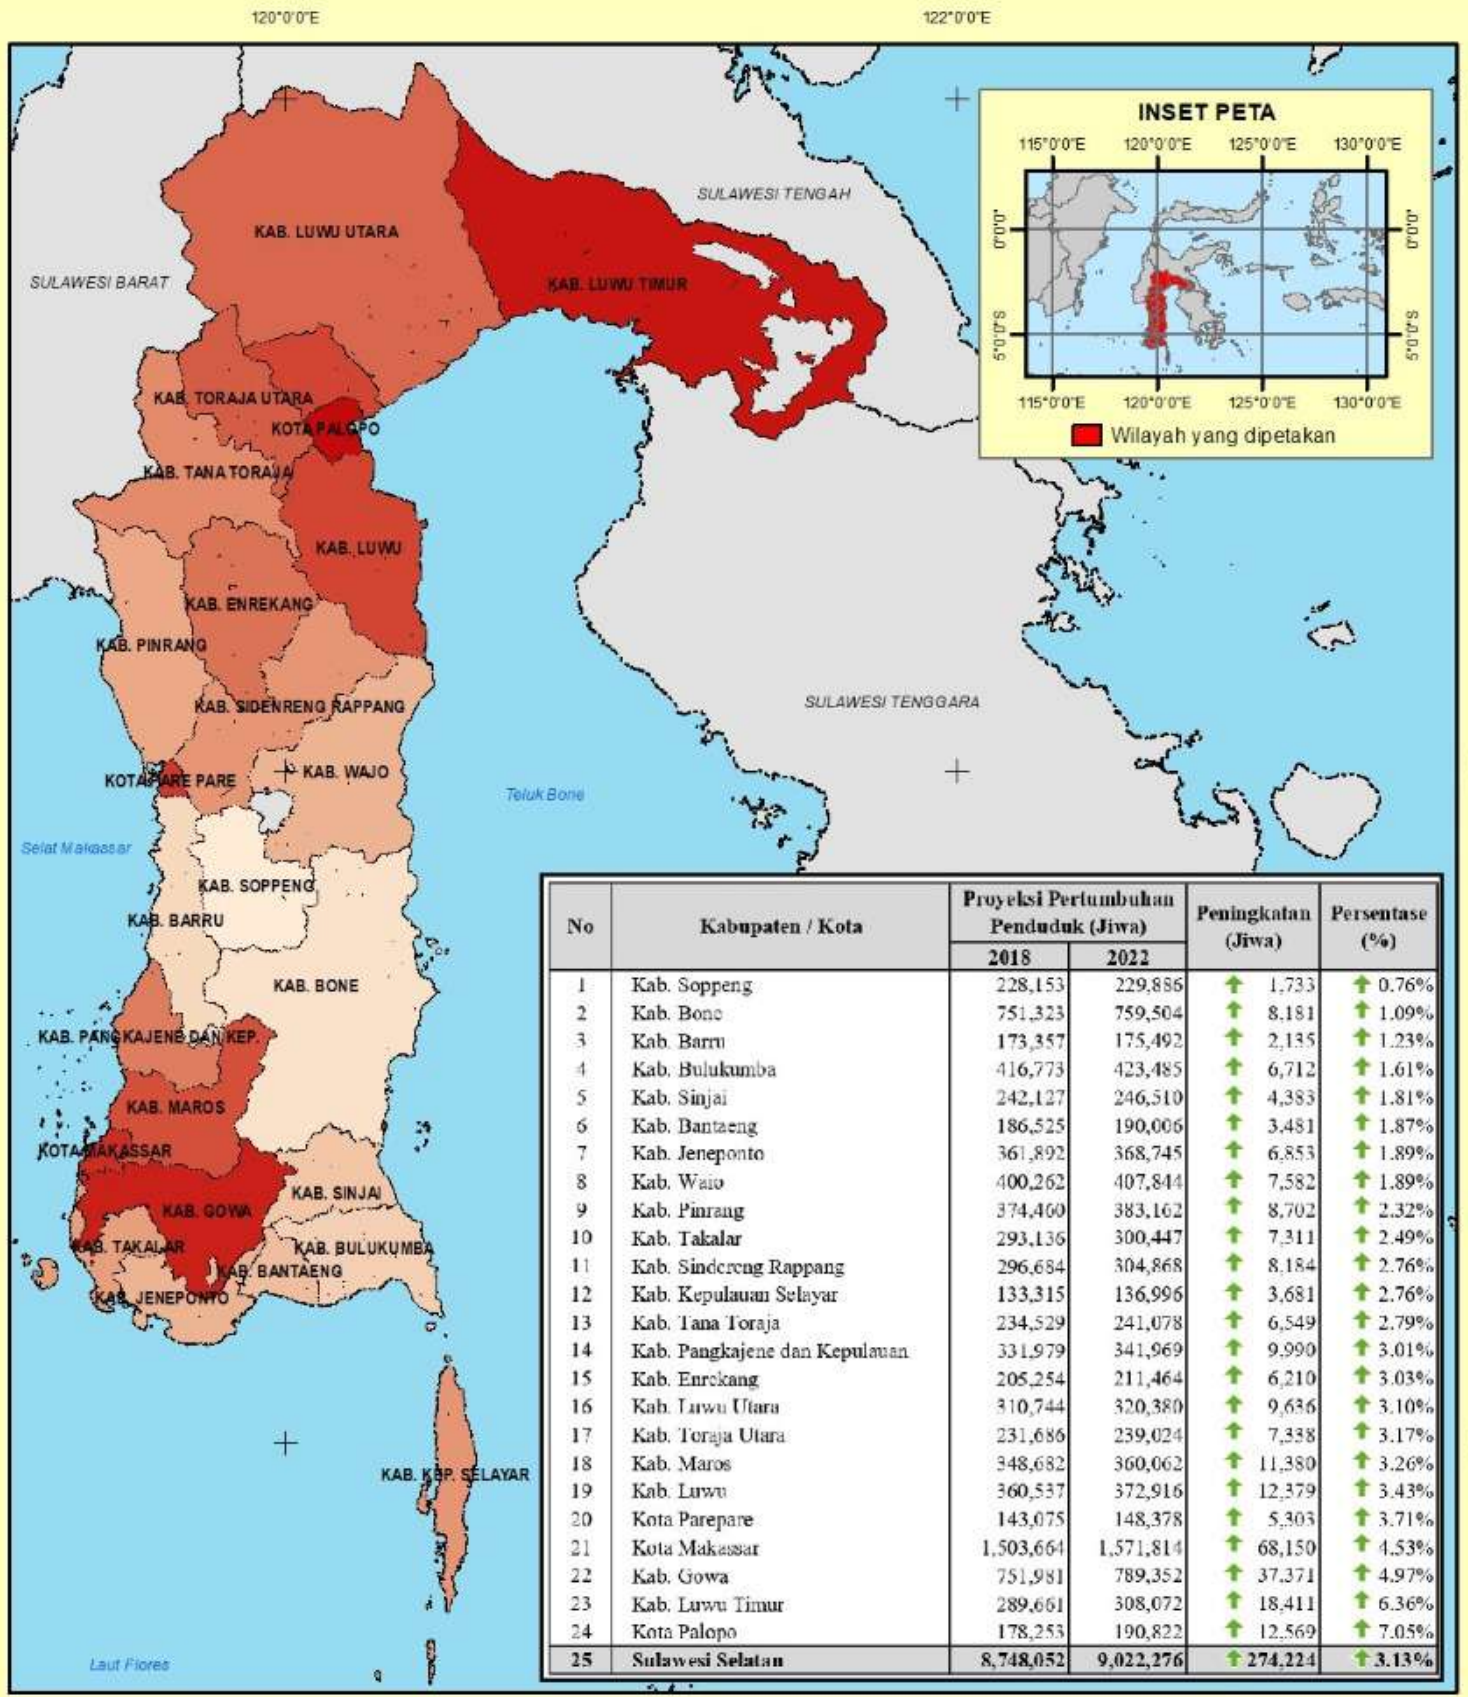 120°0'0"E 122°0'0"E
INSET PETA
115°0'0"E 120°0'0"E 125°0'0"E 130°0'0"E
0°0'0" 0°0'0"
5°0'0"S 5°0'0"S
115°0'0"E 120°0'0"E 125°0'0"E 130°0'0"E
Wilayah yang dipetakan
SULAWESI TENGAH
KAB. LUWU UTARA
SULAWESI BARAT
KAB. LUWU TIMUR
KAB. TORAJA UTARA
KOTA PALOPO
KAB. TANA TORAJA
KAB. LUWU
KAB. ENREKANG
KAB. PINRANG
SULAWESI TENGGARA
KAB. SIDENRENG RAPPANG
KAB. WAJO
KOTA PARE PARE
Teluk Bone
Selat Makassar
KAB. SOPPENG
KAB. BARRU
KAB. BONE
KAB. PANGKAJENE DAN KEP.
KAB. MAROS
KOTA MAKASSAR
KAB. SINJAI
KAB. GOWA
KAB. TAKALAR
KAB. BULUKUMBA
KAB. BANTAENG
KAB. JENEPONTO
KAB. KEP. SELAYAR
Laut Flores
No Kabupaten / Kota Proyeksi Pertumbuhan Penduduk (Jiwa) Peningkatan (Jiwa) Persentase (%)
2018 2022
1 Kab. Soppeng 228,153 229,886 1,733 0.76%
2 Kab. Bone 751,323 759,504 8,181 1.09%
3 Kab. Barru 173,357 175,492 2,135 1.23%
4 Kab. Bulukumba 416,773 423,485 6,712 1.61%
5 Kab. Sinjai 242,127 246,510 4,383 1.81%
6 Kab. Bantaeng 186,525 190,006 3,481 1.87%
7 Kab. Jeneponto 361,892 368,745 6,853 1.89%
8 Kab. Wajo 400,262 407,844 7,582 1.89%
9 Kab. Pinrang 374,460 383,162 8,702 2.32%
10 Kab. Takalar 293,136 300,447 7,311 2.49%
11 Kab. Sindereng Rappang 296,684 304,868 8,184 2.76%
12 Kab. Kepulauan Selayar 133,315 136,996 3,681 2.76%
13 Kab. Tana Toraja 234,529 241,078 6,549 2.79%
14 Kab. Pangkajene dan Kepulauan 331,979 341,969 9,990 3.01%
15 Kab. Enrekang 205,254 211,464 6,210 3.03%
16 Kab. Luwu Utara 310,744 320,380 9,636 3.10%
17 Kab. Toraja Utara 231,686 239,024 7,338 3.17%
18 Kab. Maros 348,682 360,062 11,380 3.26%
19 Kab. Luwu 360,537 372,916 12,379 3.43%
20 Kota Parepare 143,075 148,378 5,303 3.71%
21 Kota Makassar 1,503,664 1,571,814 68,150 4.53%
22 Kab. Gowa 751,981 789,352 37,371 4.97%
23 Kab. Luwu Timur 289,661 308,072 18,411 6.36%
24 Kota Palopo 178,253 190,822 12,569 7.05%
25 Sulawesi Selatan 8,748,052 9,022,276 274,224 3.13%